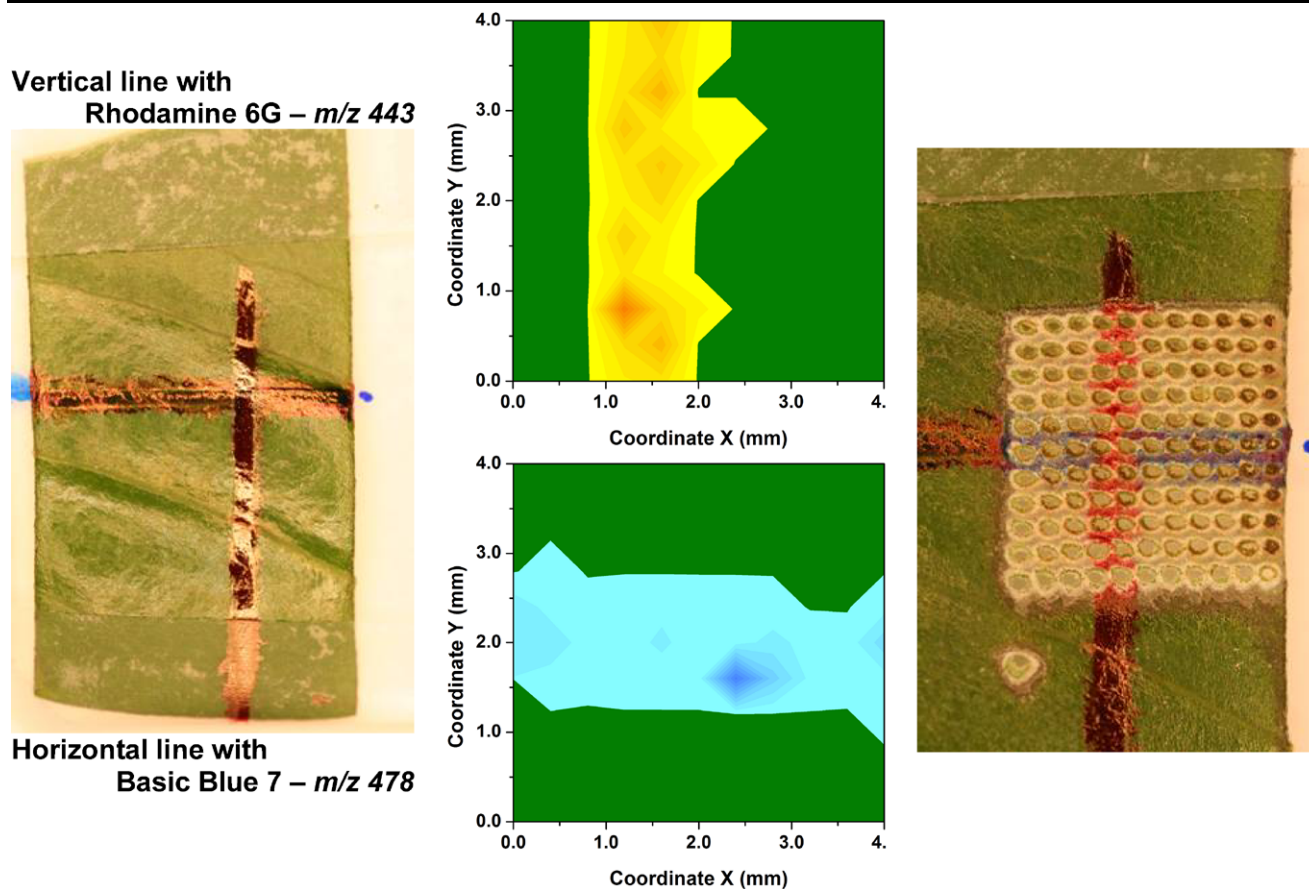 Vertical line with
Rhodamine 6G – m/z 443
Horizontal line with
Basic Blue 7 – m/z 478
4.0
3.0
2.0
1.0
0.0
Coordinate Y (mm)
0.0 1.0 2.0 3.0 4.
Coordinate X (mm)
4.0
3.0
2.0
1.0
0.0
Coordinate Y (mm)
0.0 1.0 2.0 3.0 4.
Coordinate X (mm)